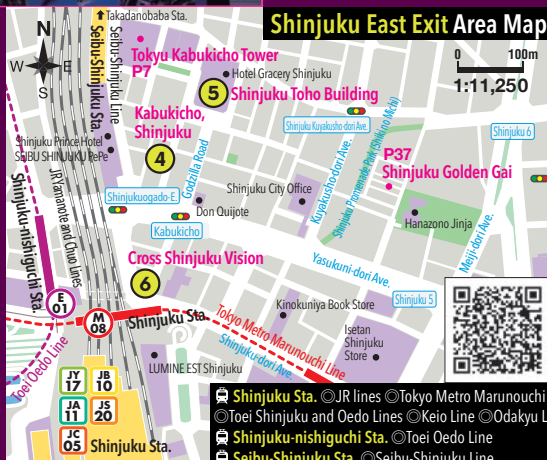 Shinjuku East Exit Area Map
Takadanobaba Sta.
N
W
E
S
0 100m
1:11,250
Seibu-Shinjuku Sta.
Seibu-Shinjuku Line
Tokyu Kabukicho Tower
P7
Hotel Gracery Shinjuku
5
Shinjuku Toho Building
Kabukicho,
Shinjuku
4
Godzilla Road
Shinjuku Kuyakusho-dori Ave.
Shinjuku 6
Shinjuku Prince Hotel
SEIBU SHINJUKU PePe
P37
Shinjuku Golden Gai
Kuyakusho-dori Ave.
Shinjuku City Office
Shinjukuogado-E.
Don Quijote
Hanazono Jinja
Meiji-dori Ave.
Kabukicho
JR Yamanote and Chuo Lines
Shinjuku-nishiguchi Sta.
Yasukuni-dori Ave.
Cross Shinjuku Vision
6
Shinjuku 5
E
01
M
08
Shinjuku Sta.
Kinokuniya Book Store
Tokyo Metro Marunouchi Line
Isetan
Shinjuku
Store
Shinjuku-dori Ave.
Toei Oedo Line
LUMINE EST Shinjuku
JY
17
JB
10
JA
11
JS
20
JC
05
Shinjuku Sta.
Shinjuku Sta. ◎JR lines ◎Tokyo Metro Marunouchi
◎Toei Shinjuku and Oedo Lines ◎Keio Line ◎Odakyu L
Shinjuku-nishiguchi Sta. ◎Toei Oedo Line
Seibu-Shinjuku Sta. ◎Seibu-Shinjuku Line